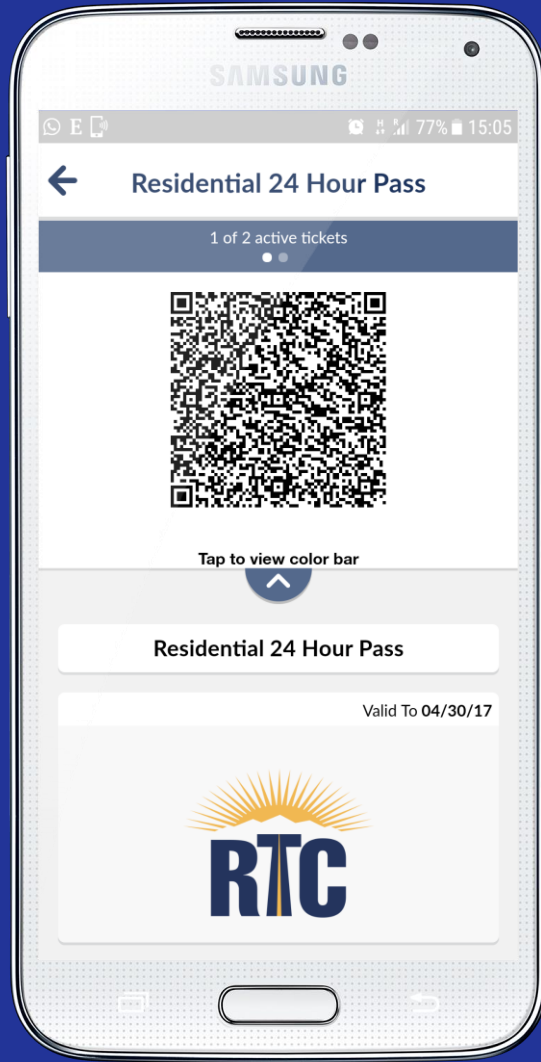 SAMSUNG
E 77% 15:05
Residential 24 Hour Pass
1 of 2 active tickets
Tap to view color bar
Residential 24 Hour Pass
Valid To 04/30/17
RTC